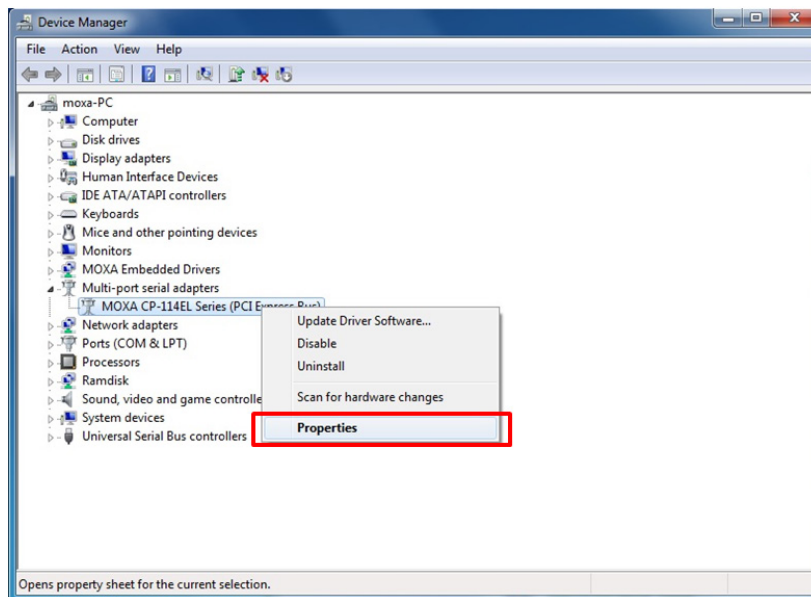 Device Manager
File Action View Help
moxa-PC
Computer
Disk drives
Display adapters
Human Interface Devices
IDE ATA/ATAPI controllers
Keyboards
Mice and other pointing devices
Monitors
MOXA Embedded Drivers
Multi-port serial adapters
MOXA CP-114EL Series (PCI Express Bus)
Network adapters
Ports (COM & LPT)
Processors
Ramdisk
Sound, video and game controlle
System devices
Universal Serial Bus controllers
Update Driver Software...
Disable
Uninstall
Scan for hardware changes
Properties
Opens property sheet for the current selection.